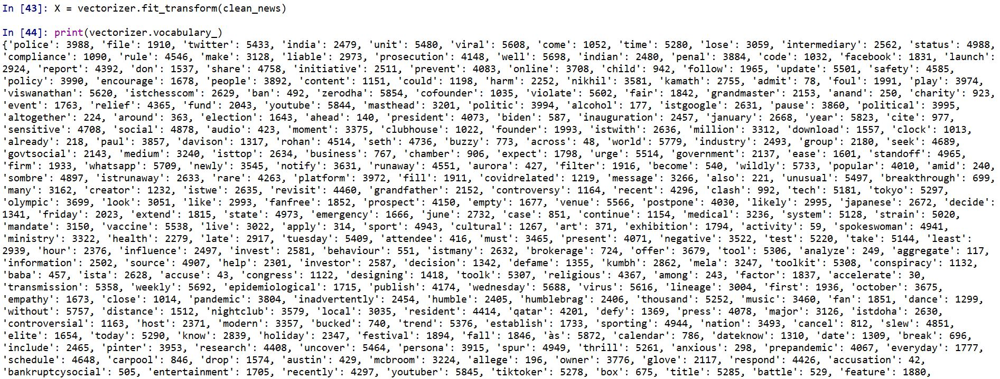 In [43]: X = vectorizer.fit_transform(clean_news)
In [44]: print(vectorizer.vocabulary_)
{'police': 3988, 'file': 1910, 'twitter': 5433, 'india': 2479, 'unit': 5480, 'viral': 5608, 'come': 1052, 'time': 5280, 'lose': 3059, 'intermediary': 2562, 'status': 4988,
'compliance': 1090, 'rule': 4546, 'make': 3128, 'liable': 2973, 'prosecution': 4148, 'well': 5698, 'indian': 2480, 'penal': 3884, 'code': 1032, 'facebook': 1831, 'launch':
2924, 'report': 4392, 'don': 1537, 'share': 4758, 'initiative': 2511, 'prevent': 4083, 'online': 3708, 'child': 942, 'follow': 1965, 'update': 5501, 'safety': 4585,
'policy': 3990, 'encourage': 1678, 'people': 3892, 'content': 1151, 'could': 1198, 'harm': 2252, 'nikhil': 3581, 'kamath': 2755, 'admit': 78, 'foul': 1991, 'play': 3974,
'viswanathan': 5620, 'istchesscom': 2629, 'ban': 492, 'zerodha': 5854, 'cofounder': 1035, 'violate': 5602, 'fair': 1842, 'grandmaster': 2153, 'anand': 250, 'charity': 923,
'event': 1763, 'relief': 4365, 'fund': 2043, 'youtube': 5844, 'masthead': 3201, 'politic': 3994, 'alcohol': 177, 'istgoogle': 2631, 'pause': 3860, 'political': 3995,
'altogether': 224, 'around': 363, 'election': 1643, 'ahead': 140, 'president': 4073, 'biden': 587, 'inauguration': 2457, 'january': 2668, 'year': 5823, 'cite': 977,
'sensitive': 4708, 'social': 4878, 'audio': 423, 'moment': 3375, 'clubhouse': 1022, 'founder': 1993, 'istwith': 2636, 'million': 3312, 'download': 1557, 'clock': 1013,
'already': 218, 'paul': 3857, 'davison': 1317, 'rohan': 4514, 'seth': 4736, 'buzzy': 773, 'across': 48, 'world': 5779, 'industry': 2493, 'group': 2180, 'seek': 4689,
'govtsocial': 2143, 'medium': 3240, 'isttop': 2634, 'business': 767, 'chamber': 906, 'expect': 1798, 'urge': 5514, 'government': 2137, 'ease': 1601, 'standoff': 4965,
'firm': 1933, 'whatsapp': 5709, 'newly': 3545, 'notify': 3631, 'runaway': 4551, 'aurora': 427, 'filter': 1916, 'become': 540, 'wildly': 5733, 'popular': 4010, 'amid': 240,
'sombre': 4897, 'istrunaway': 2633, 'rare': 4263, 'platform': 3972, 'fill': 1911, 'covidrelated': 1219, 'message': 3266, 'also': 221, 'unusual': 5497, 'breakthrough': 699,
'many': 3162, 'creator': 1232, 'istwe': 2635, 'revisit': 4460, 'grandfather': 2152, 'controversy': 1164, 'recent': 4296, 'clash': 992, 'tech': 5181, 'tokyo': 5297,
'olympic': 3699, 'look': 3051, 'like': 2993, 'fanfree': 1852, 'prospect': 4150, 'empty': 1677, 'venue': 5566, 'postpone': 4030, 'likely': 2995, 'japanese': 2672, 'decide':
1341, 'friday': 2023, 'extend': 1815, 'state': 4973, 'emergency': 1666, 'june': 2732, 'case': 851, 'continue': 1154, 'medical': 3236, 'system': 5128, 'strain': 5020,
'mandate': 3150, 'vaccine': 5538, 'live': 3022, 'apply': 314, 'sport': 4943, 'cultural': 1267, 'art': 371, 'exhibition': 1794, 'activity': 59, 'spokeswoman': 4941,
'ministry': 3322, 'health': 2279, 'late': 2917, 'tuesday': 5409, 'attendee': 416, 'must': 3465, 'present': 4071, 'negative': 3522, 'test': 5220, 'take': 5144, 'least':
2939, 'hour': 2376, 'influence': 2497, 'invest': 2581, 'behaviour': 551, 'istmany': 2632, 'brokerage': 724, 'offer': 3679, 'tool': 5306, 'analyze': 249, 'aggregate': 117,
'information': 2502, 'source': 4907, 'help': 2301, 'investor': 2587, 'decision': 1342, 'defame': 1355, 'kumbh': 2862, 'mela': 3247, 'toolkit': 5308, 'conspiracy': 1132,
'baba': 457, 'ista': 2628, 'accuse': 43, 'congress': 1122, 'designing': 1418, 'toolk': 5307, 'religious': 4367, 'among': 243, 'factor': 1837, 'accelerate': 30,
'transmission': 5358, 'weekly': 5692, 'epidemiological': 1715, 'publish': 4174, 'wednesday': 5688, 'virus': 5616, 'lineage': 3004, 'first': 1936, 'october': 3675,
'empathy': 1673, 'close': 1014, 'pandemic': 3804, 'inadvertently': 2454, 'humble': 2405, 'humblebrag': 2406, 'thousand': 5252, 'music': 3460, 'fan': 1851, 'dance': 1299,
'without': 5757, 'distance': 1512, 'nightclub': 3579, 'local': 3035, 'resident': 4414, 'qatar': 4201, 'defy': 1369, 'press': 4078, 'major': 3126, 'istdoha': 2630,
'controversial': 1163, 'host': 2371, 'modern': 3357, 'bucked': 740, 'trend': 5376, 'establish': 1733, 'sporting': 4944, 'nation': 3493, 'cancel': 812, 'slew': 4851,
'elite': 1654, 'today': 5290, 'know': 2839, 'holiday': 2347, 'festival': 1894, 'fall': 1846, 'às': 5872, 'calendar': 786, 'dateknow': 1310, 'date': 1309, 'break': 696,
'include': 2465, 'pinter': 3953, 'research': 4408, 'uncover': 5464, 'persona': 3915, 'spur': 4949, 'thrill': 5261, 'anxious': 298, 'prepandemic': 4067, 'everyday': 1777,
'schedule': 4648, 'carpool': 846, 'drop': 1574, 'austin': 429, 'mcbroom': 3224, 'allege': 196, 'owner': 3776, 'glove': 2117, 'respond': 4426, 'accusation': 42,
'bankruptcysocial': 505, 'entertainment': 1705, 'recently': 4297, 'youtuber': 5845, 'tiktoker': 5278, 'box': 675, 'title': 5285, 'battle': 529, 'feature': 1880,